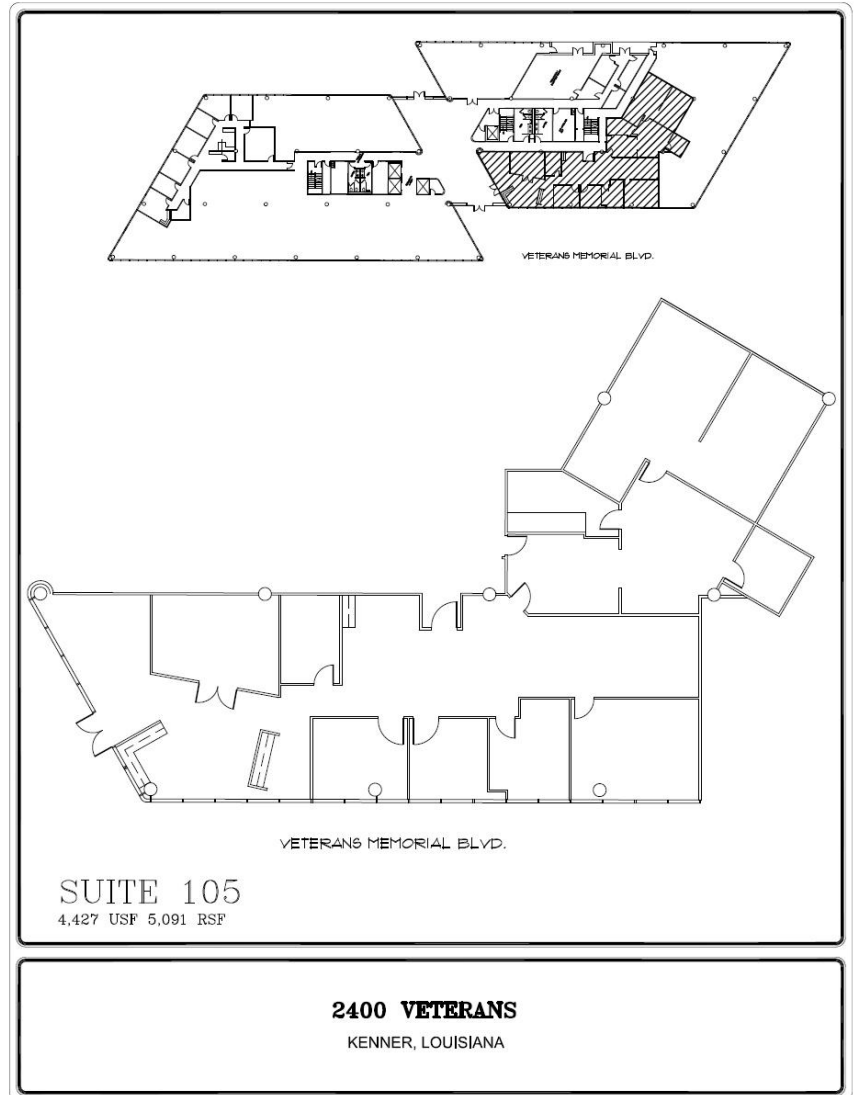 VETERANS MEMORIAL BLVD.
VETERANS MEMORIAL BLVD.
SUITE 105
4,427 USF 5,091 RSF
2400 VETERANS
KENNER, LOUISIANA